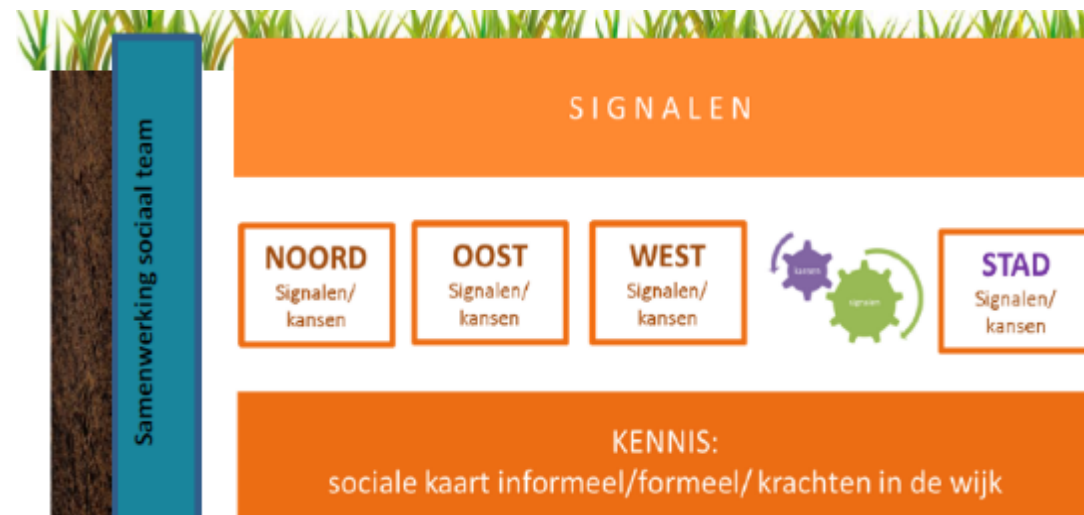 SIGNALEN
Samenwerking sociaal team
NOORD
Signalen/
kansen
OOST
Signalen/
kansen
WEST
Signalen/
kansen
kansen
signalen
STAD
Signalen/
kansen
KENNIS:
sociale kaart informeel/formeel/ krachten in de wijk